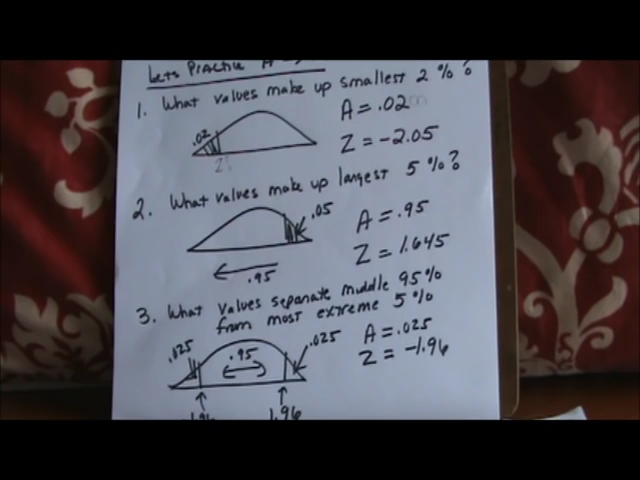 Lets Practice A
1. What values make up smallest 2%?
.02
A = .02
Z = -2.05
2. What values make up largest 5%?
.05
A = .95
Z = 1.645
.95
3. What values separate middle 95%
from most extreme 5%
.025
.95
.025
A = .025
Z = -1.96
1.96